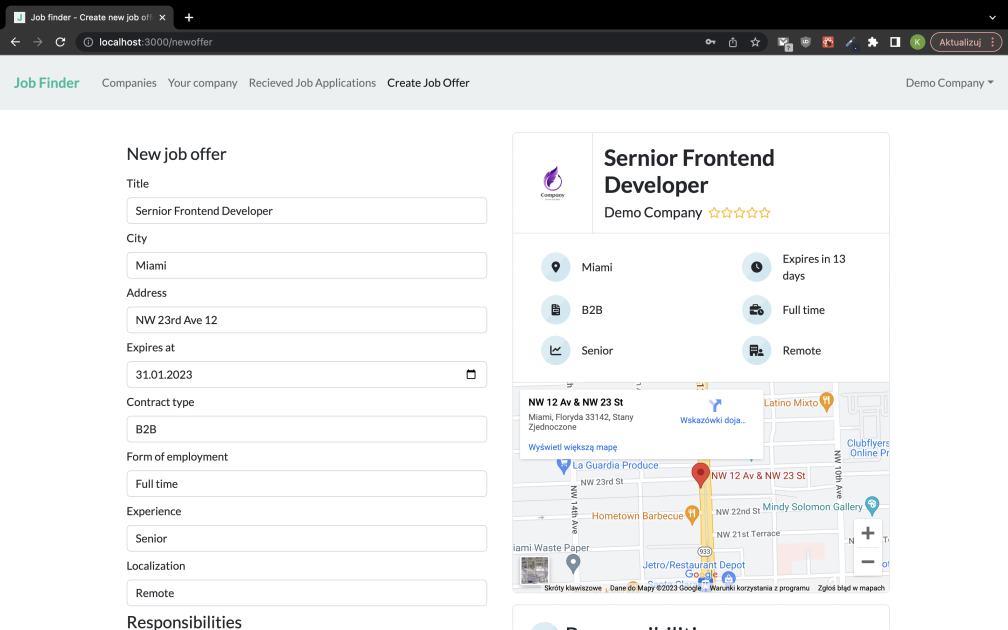 Job finder - Create new job off
localhost:3000/newoffer
K
Aktualizuj
Job Finder
Companies
Your company
Recieved Job Applications
Create Job Offer
Demo Company
New job offer
Title
Sernior Frontend Developer
City
Miami
Address
NW 23rd Ave 12
Expires at
31.01.2023
Contract type
B2B
Form of employment
Full time
Experience
Senior
Localization
Remote
Responsibilities
Company
Sernior Frontend
Developer
Demo Company
Miami
Expires in 13
days
B2B
Full time
Senior
Remote
NW 12 Av & NW 23 St
Miami, Floryda 33142, Stany
Zjednoczone
Wyświetl większą mapę
Wskazówki doja...
Latino Mixto
Clubflyers
Online Pr
La Guardia Produce
NW 23rd St
NW 12 Av & NW 23 St
NW 14th Ave
NW 10th Ave
Hometown Barbecue
NW 22nd St
Mindy Solomon Gallery
NW 21st Terrace
iami Waste Paper
933
Jetro/Restaurant Depot
Google
Skróty klawiszowe
Dane do Mapy ©2023 Google
Warunki korzystania z programu
Zgłoś błąd w mapach